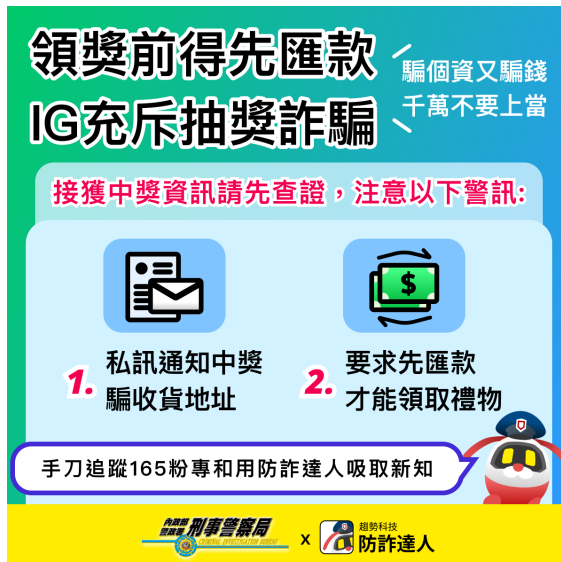 領獎前得先匯款
IG充斥抽獎詐騙
騙個資又騙錢
千萬不要上當
接獲中獎資訊請先查證，注意以下警訊:
$
1. 私訊通知中獎
騙收貨地址
2. 要求先匯款
才能領取禮物
手刀追蹤165粉專和用防詐達人吸取新知
內政部
警政署
刑事警察局
CRIMINAL INVESTIGATION BUREAU
x
趨勢科技
防詐達人